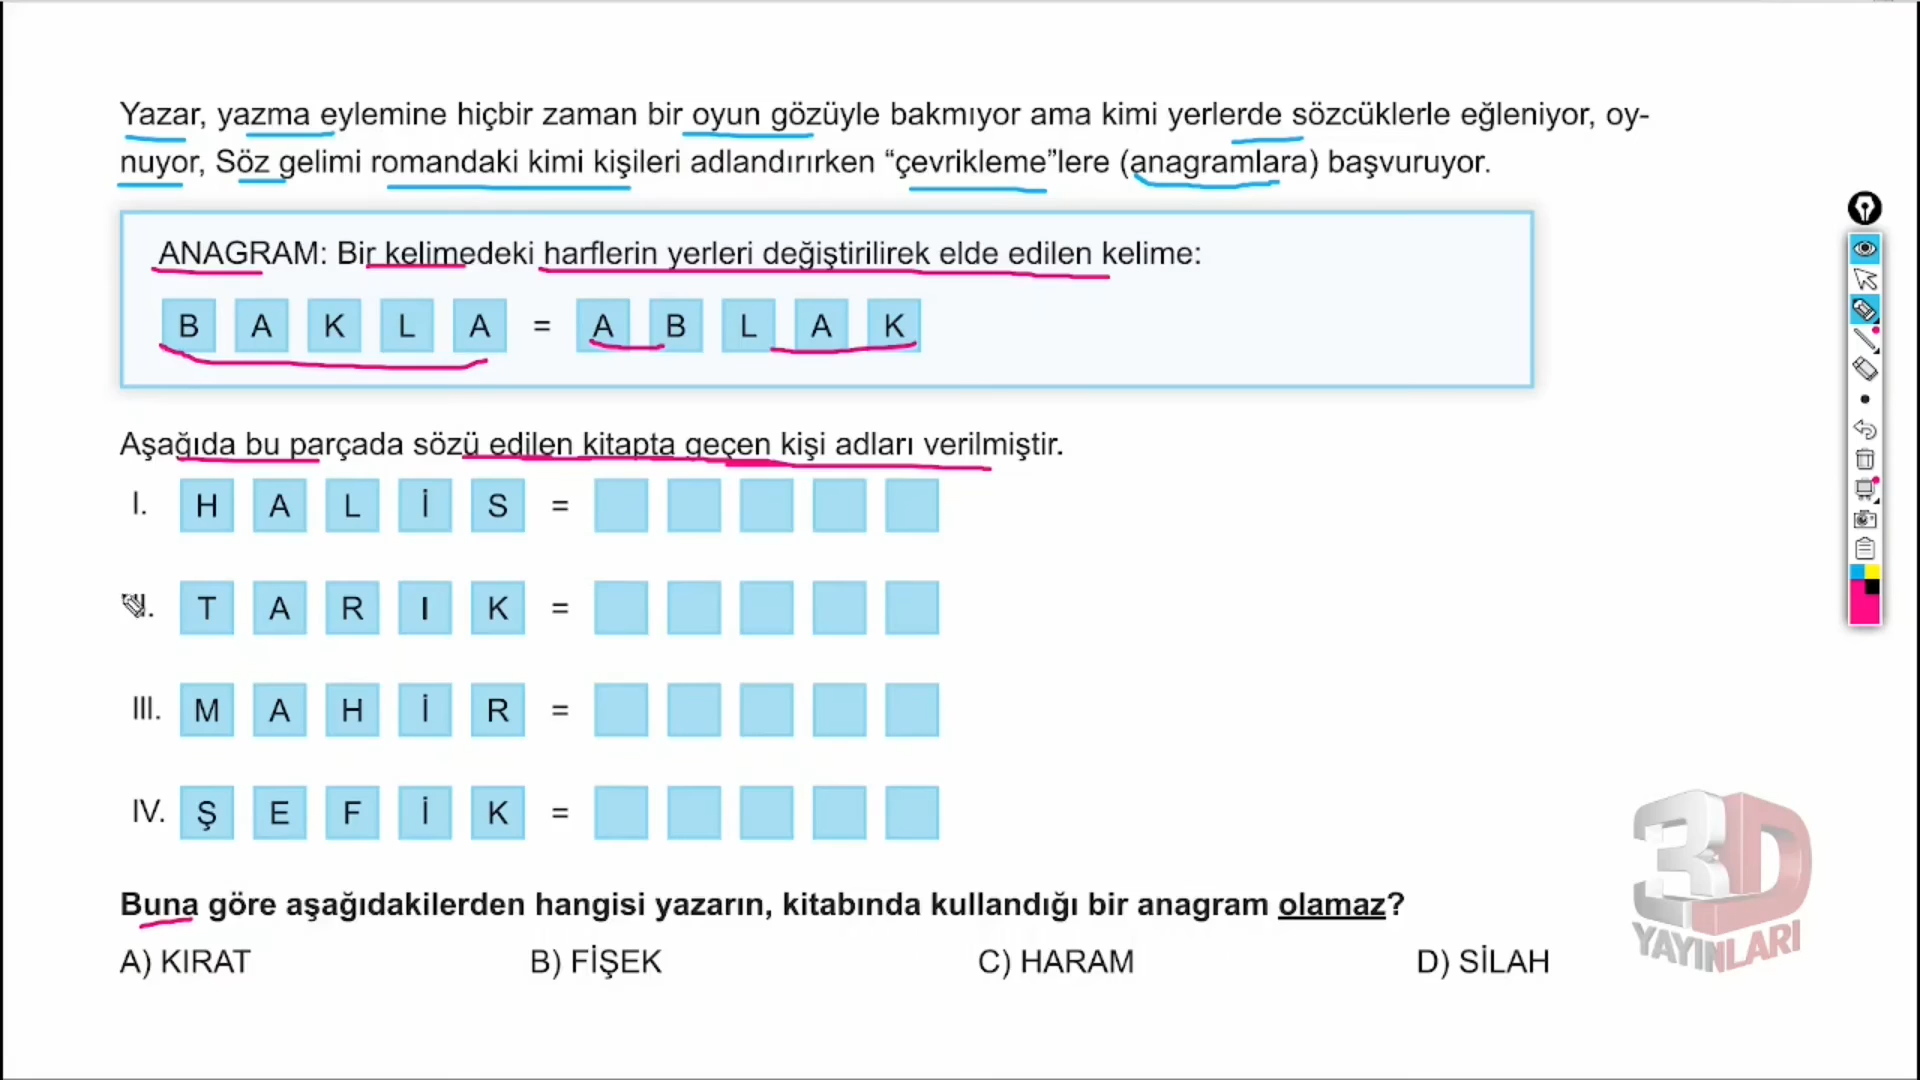 Yazar, yazma eylemine hiçbir zaman bir oyun gözüyle bakmıyor ama kimi yerlerde sözcüklerle eğleniyor, oy-
nuyor, Söz gelimi romandaki kimi kişileri adlandırırken “çevrikleme”lere (anagramlara) başvuruyor.
ANAGRAM: Bir kelimedeki harflerin yerleri değiştirilirek elde edilen kelime:
B A K L A = A B L A K
Aşağıda bu parçada sözü edilen kitapta geçen kişi adları verilmiştir.
I. H A L İ S =
I. T A R I K =
III. M A H İ R =
IV. Ş E F İ K =
Buna göre aşağıdakilerden hangisi yazarın, kitabında kullandığı bir anagram olamaz?
A) KIRAT B) FİŞEK C) HARAM D) SİLAH
3D
YAYINLARI